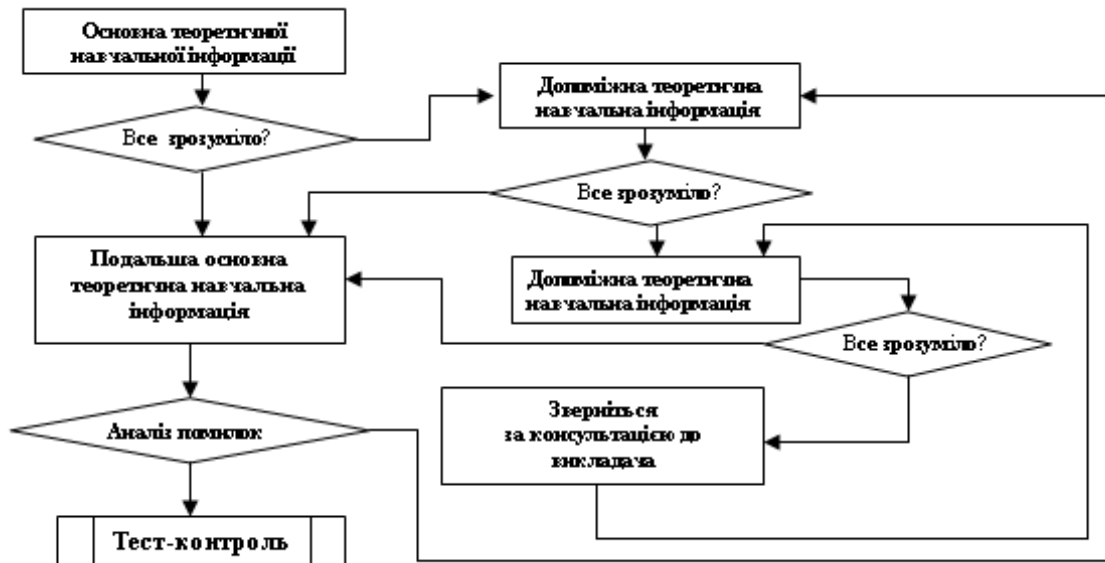 Основна теоретичної
навчальної інформації
Допоміжна теоретична
навчальна інформація
Все зрозуміло?
Все зрозуміло?
Подальша основна
теоретична навчальна
інформація
Допоміжна теоретична
навчальна інформація
Все зрозуміло?
Аналіз помилок
Зверніться
за консультацією до
викладача
Тест-контроль